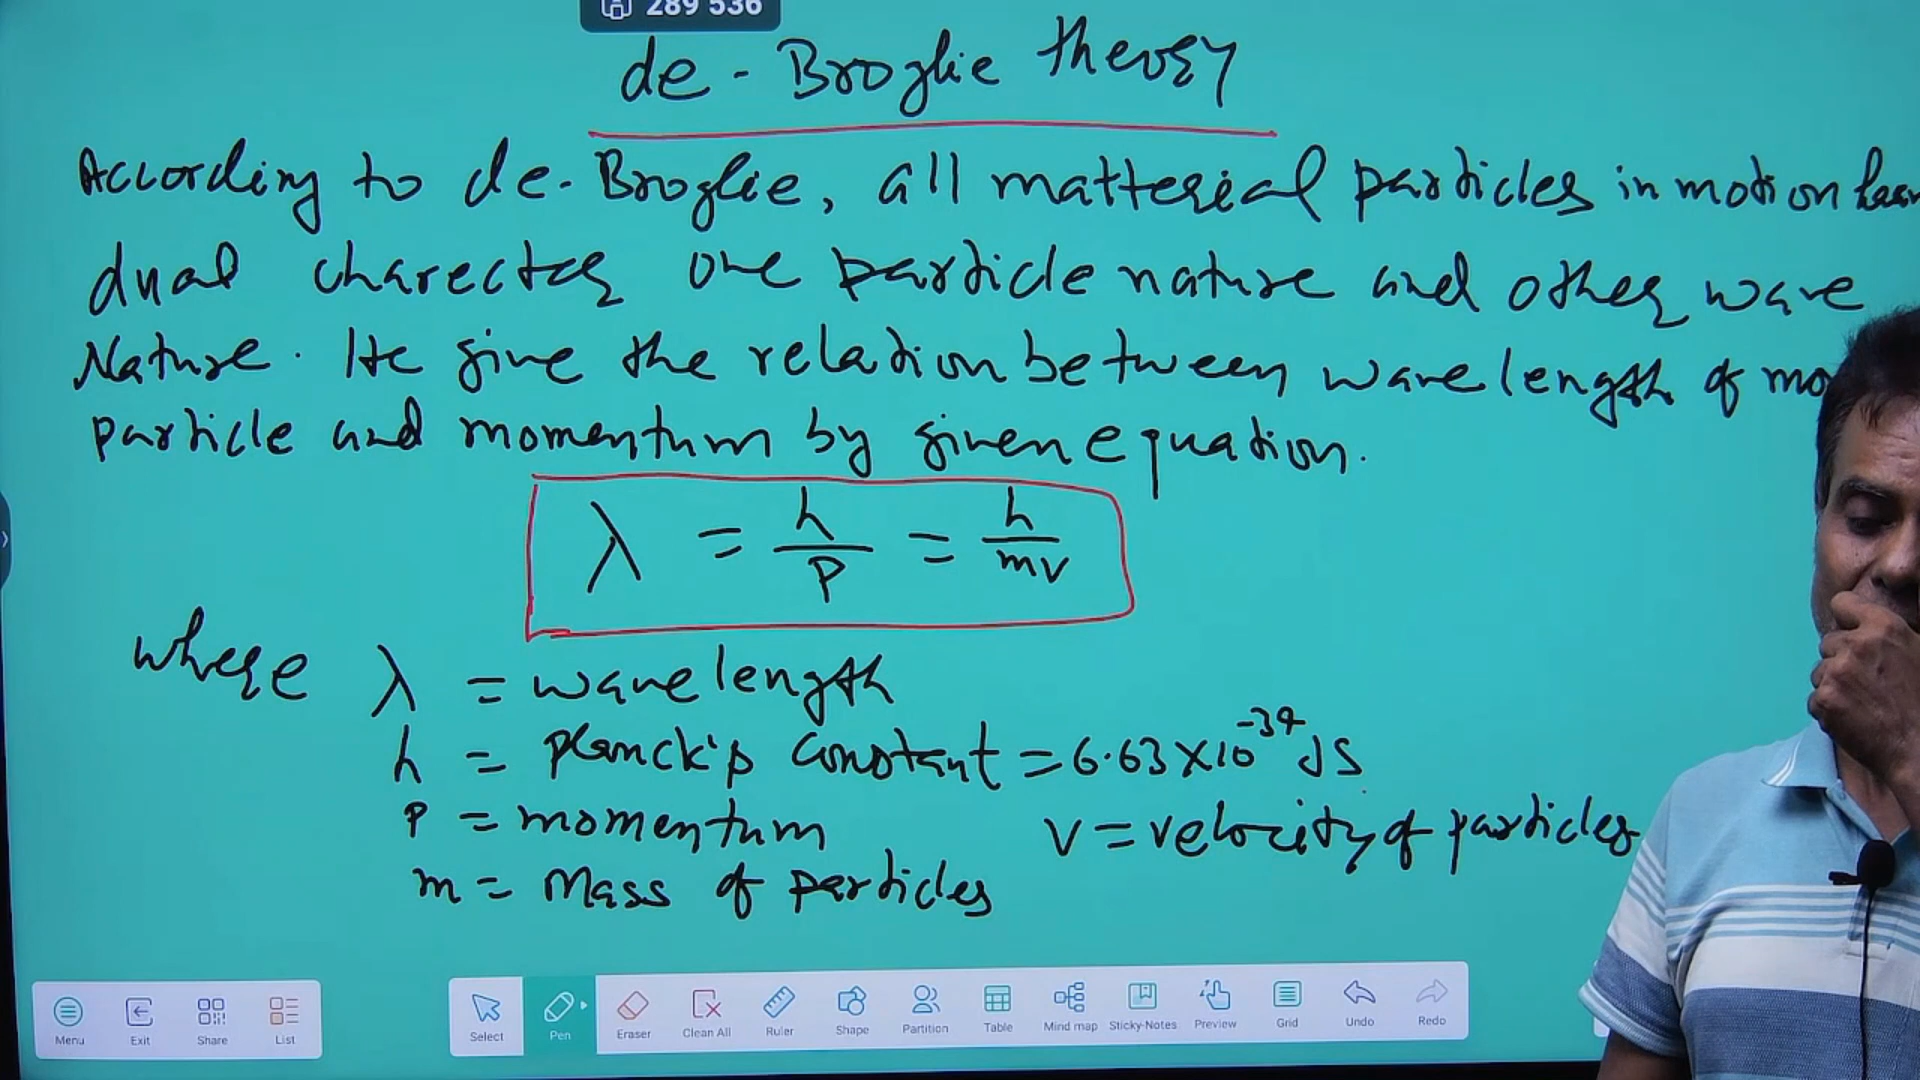 289 536
de-Broglie theory
According to de-Broglie, all matterial particles in motion
dual charecter one particle nature and other wave
Nature. He give the relation between wavelength of
particle and momentum by given equation.
λ = h/P = h/mv
where λ = wavelength
h = planck's constant = 6.63×10⁻³⁴ JS
P = momentum v = velocity of particles
m = Mass of particles
Menu Exit Share List Select Pen Eraser Clean All Ruler Shape Partition Table Mind map Sticky-Notes Preview Grid Undo Redo